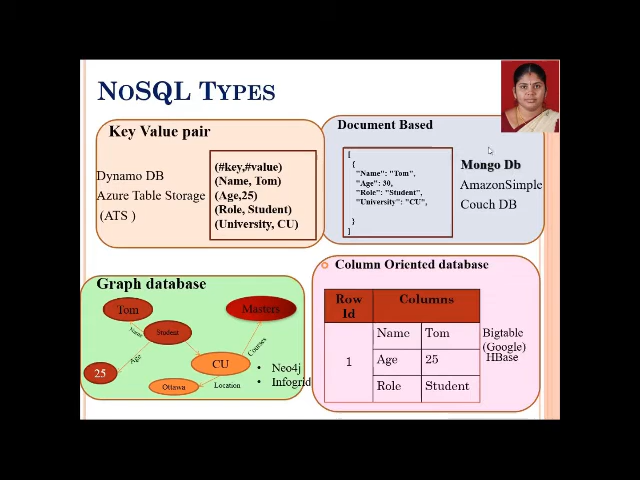 NOSQL TYPES
Key Value pair
Dynamo DB
Azure Table Storage
(ATS )
(#key,#value)
(Name, Tom)
(Age,25)
(Role, Student)
(University, CU)
Document Based
[
{
"Name": "Tom",
"Age": 30,
"Role": "Student",
"University": "CU",
}
]
Mongo Db
AmazonSimple
Couch DB
Graph database
Tom
Masters
Name
Student
Age
Courses
25
CU
Ottawa
Location
• Neo4j
• Infogrid
Column Oriented database
Row Id
Columns
1
Name Tom
Age 25
Role Student
Bigtable
(Google)
HBase